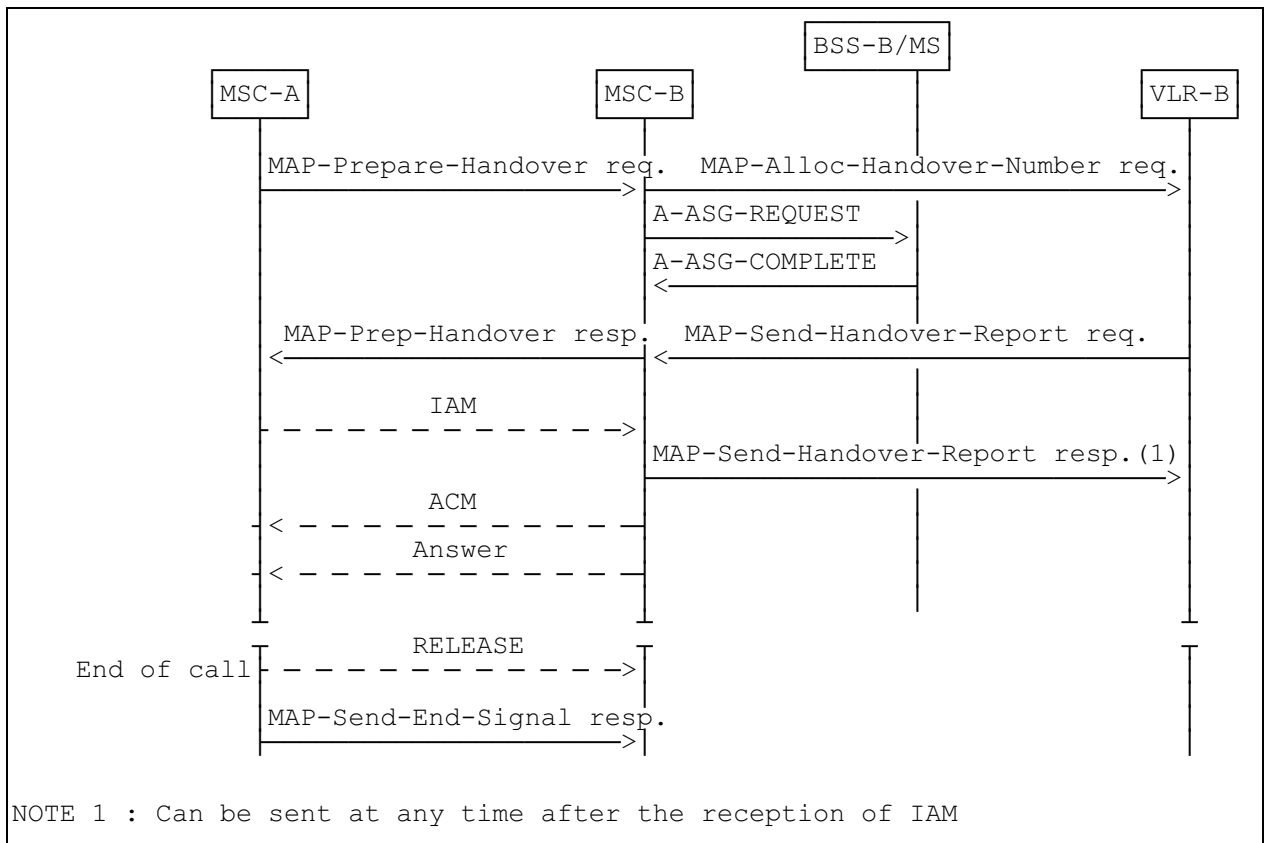 BSS-B/MS
MSC-A MSC-B VLR-B
MAP-Prepare-Handover req. MAP-Alloc-Handover-Number req.
A-ASG-REQUEST
A-ASG-COMPLETE
MAP-Prep-Handover resp. MAP-Send-Handover-Report req.
IAM
MAP-Send-Handover-Report resp.(1)
ACM
Answer
RELEASE
End of call
MAP-Send-End-Signal resp.
NOTE 1 : Can be sent at any time after the reception of IAM